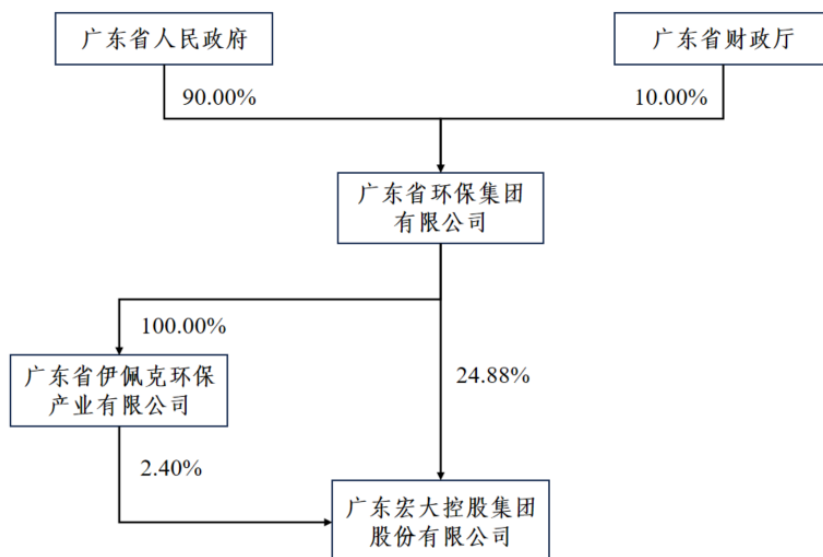 广东省人民政府
广东省财政厅
90.00%
10.00%
广东省环保集团
有限公司
100.00%
广东省伊佩克环保
产业有限公司
24.88%
2.40%
广东宏大控股集团
股份有限公司